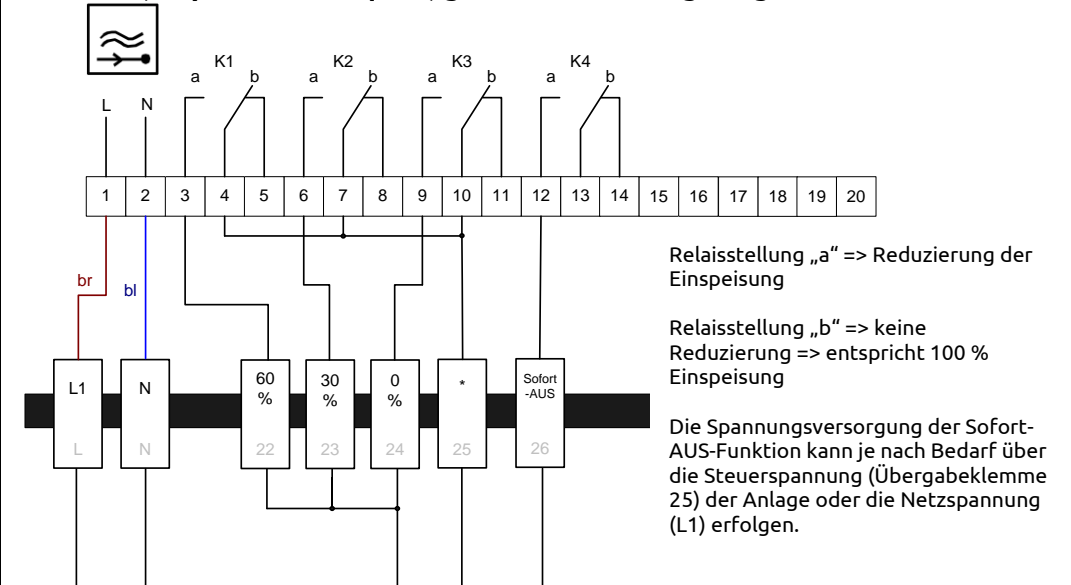 K1 K2 K3 K4
a b a b a b a b
L N
1 2 3 4 5 6 7 8 9 10 11 12 13 14 15 16 17 18 19 20
Relaisstellung „a“ => Reduzierung der
Einspeisung
br
bl
Relaisstellung „b“ => keine
Reduzierung => entspricht 100 %
Einspeisung
L1 N 60 % 30 % 0 % * Sofort -AUS
L N 22 23 24 25 26
Die Spannungsversorgung der Sofort-
AUS-Funktion kann je nach Bedarf über
die Steuerspannung (Übergabeklemme
25) der Anlage oder die Netzspannung
(L1) erfolgen.